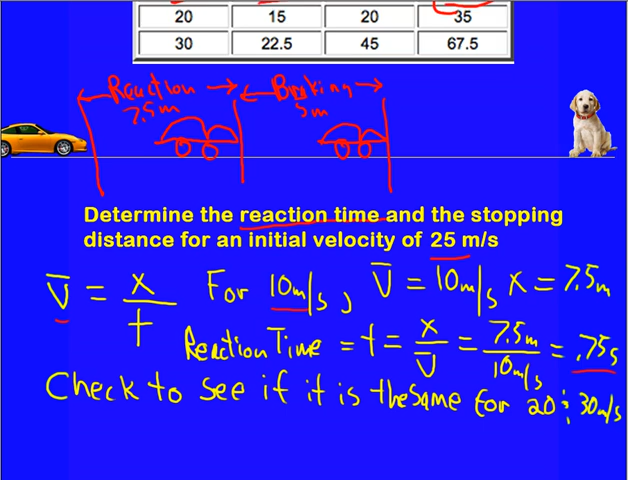 20 15 20 35
30 22.5 45 67.5
Reaction Braking
7.5m 5m
Determine the reaction time and the stopping
distance for an initial velocity of 25 m/s
v̅ = x/t For 10m/s, v̅ = 10m/s x = 7.5m
Reaction Time = t = x/v̅ = 7.5m/10m/s = .75s
Check to see if it is the same for 20 ; 30m/s